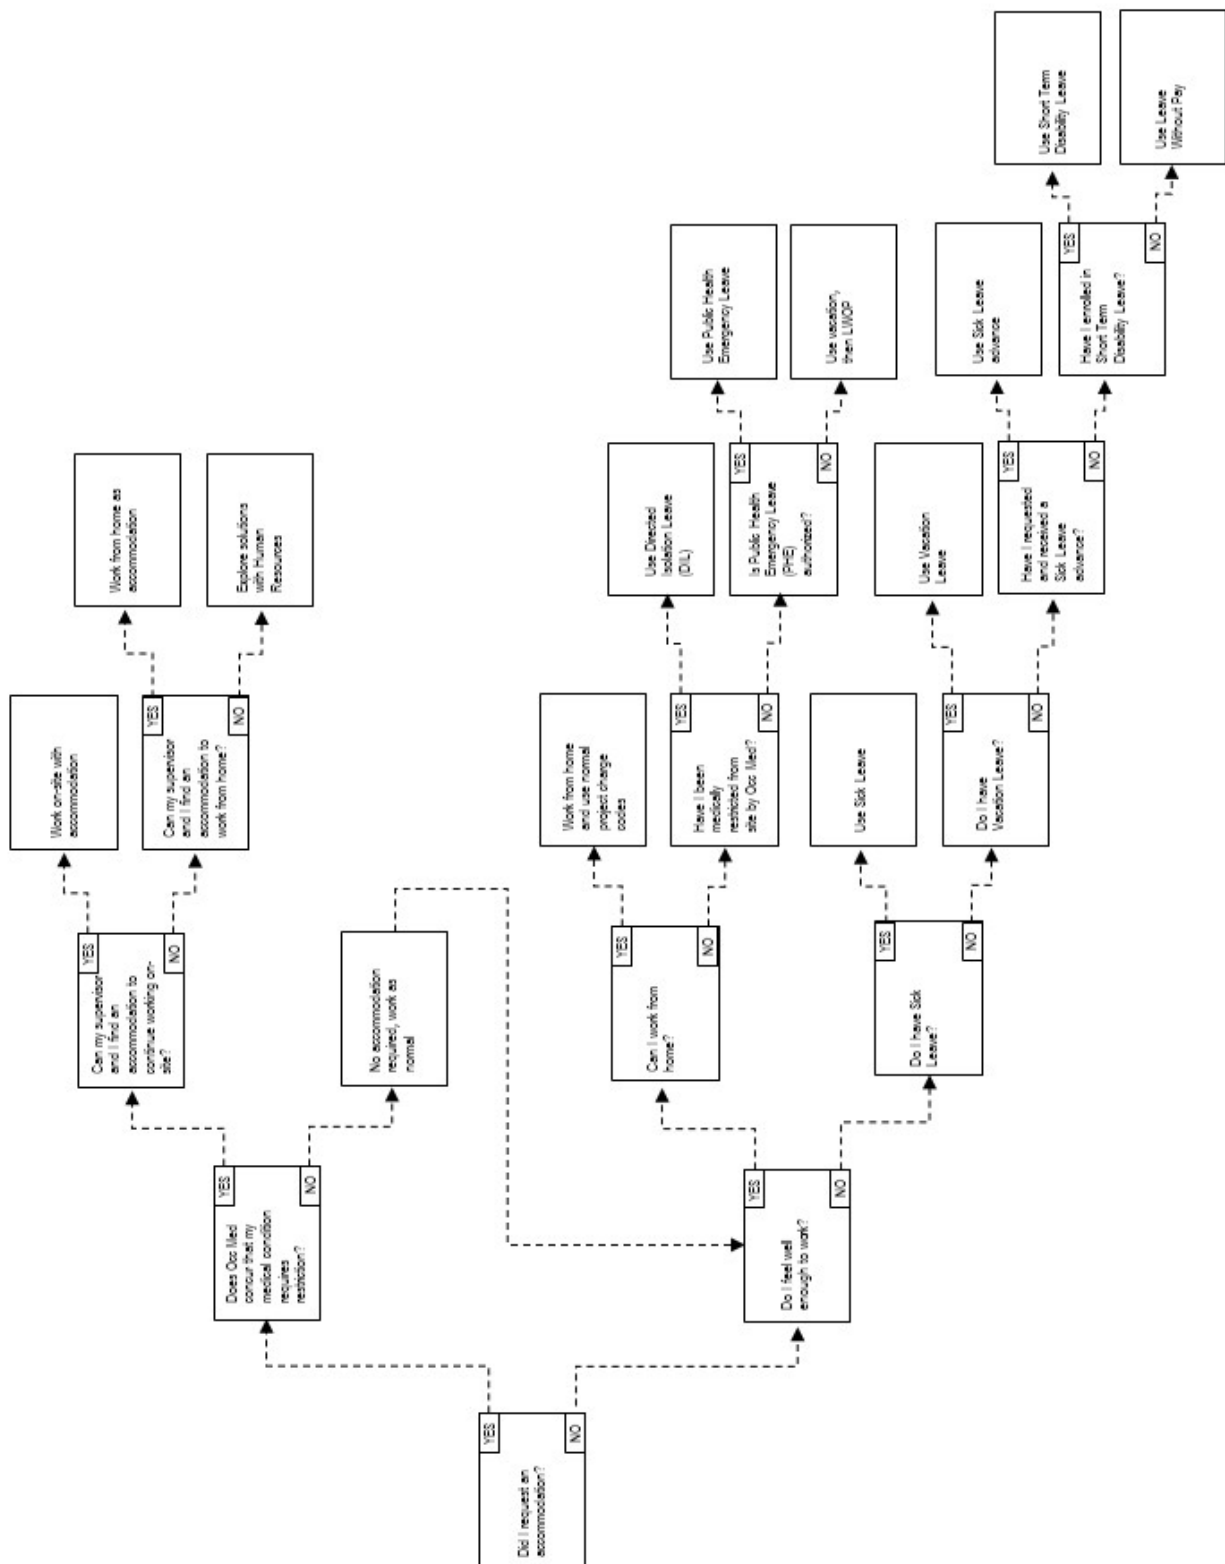 Did I request an
accommodation?
YES
NO
Does Occ Med
concur that my
medical condition
requires
restriction?
YES
NO
Do I feel well
enough to work?
YES
NO
Can my supervisor
and I find an
accommodation to
continue working on-
site?
YES
NO
No accommodation
required, work as
normal
Can I work from
home?
YES
NO
Do I have Sick
Leave?
YES
NO
Work on-site with
accommodation
Can my supervisor
and I find an
accommodation to
work from home?
YES
NO
Work from home
and use normal
project charge
codes
Have I been
medically
restricted from
site by Occ Med?
YES
NO
Use Sick Leave
Do I have
Vacation Leave?
YES
NO
Work from home as
accommodation
Explore solutions
with Human
Resources
Use Directed
Isolation Leave
(DIL)
Is Public Health
Emergency Leave
(PHE)
authorized?
YES
NO
Use Vacation
Leave
Have I requested
and received a
Sick Leave
advance?
YES
NO
Use Public Health
Emergency Leave
Use vacation,
then LWOP
Use Sick Leave
advance
Have I enrolled in
Short Term
Disability Leave?
YES
NO
Use Short Term
Disability Leave
Use Leave
Without Pay